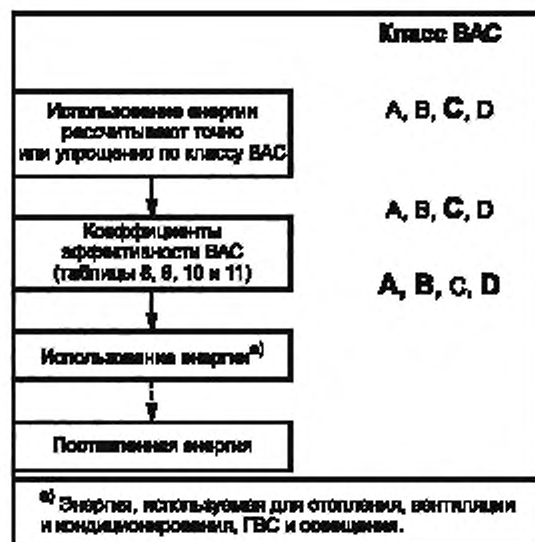 Класс BAC
Использование энергии
рассчитывают точно
или упрощенно по классу BAC
A, B, C, D
Коэффициенты
эффективности BAC
(таблицы 8, 9, 10 и 11)
A, B, C, D
A, B, C, D
Использование энергии a)
Поставленная энергия
a) Энергия, используемая для отопления, вентиляции
и кондиционирования, ГВС и освещения.